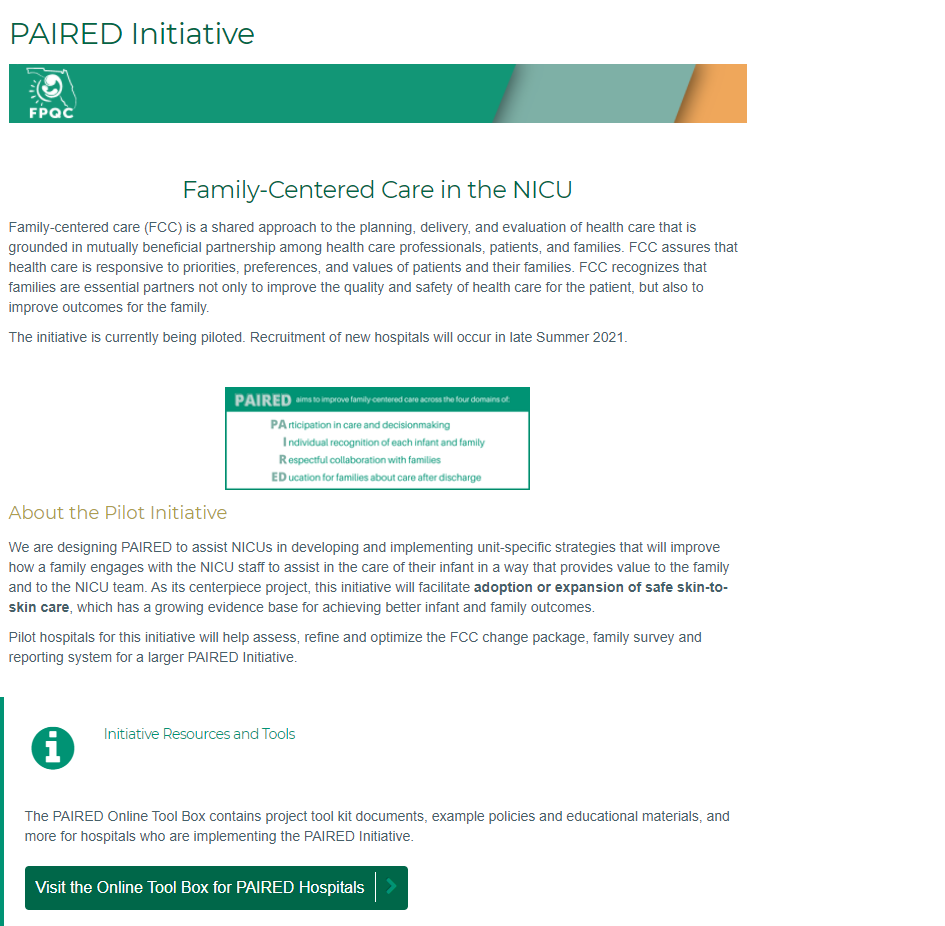 PAIRED Initiative
FPQC
Family-Centered Care in the NICU
Family-centered care (FCC) is a shared approach to the planning, delivery, and evaluation of health care that is
grounded in mutually beneficial partnership among health care professionals, patients, and families. FCC assures that
health care is responsive to priorities, preferences, and values of patients and their families. FCC recognizes that
families are essential partners not only to improve the quality and safety of health care for the patient, but also to
improve outcomes for the family.
The initiative is currently being piloted. Recruitment of new hospitals will occur in late Summer 2021.
PAIRED aims to improve family-centered care across the four domains of:
PArticipation in care and decisionmaking
Individual recognition of each infant and family
Respectful collaboration with families
EDucation for families about care after discharge
About the Pilot Initiative
We are designing PAIRED to assist NICUs in developing and implementing unit-specific strategies that will improve
how a family engages with the NICU staff to assist in the care of their infant in a way that provides value to the family
and to the NICU team. As its centerpiece project, this initiative will facilitate adoption or expansion of safe skin-to-
skin care, which has a growing evidence base for achieving better infant and family outcomes.
Pilot hospitals for this initiative will help assess, refine and optimize the FCC change package, family survey and
reporting system for a larger PAIRED Initiative.
Initiative Resources and Tools
The PAIRED Online Tool Box contains project tool kit documents, example policies and educational materials, and
more for hospitals who are implementing the PAIRED Initiative.
Visit the Online Tool Box for PAIRED Hospitals